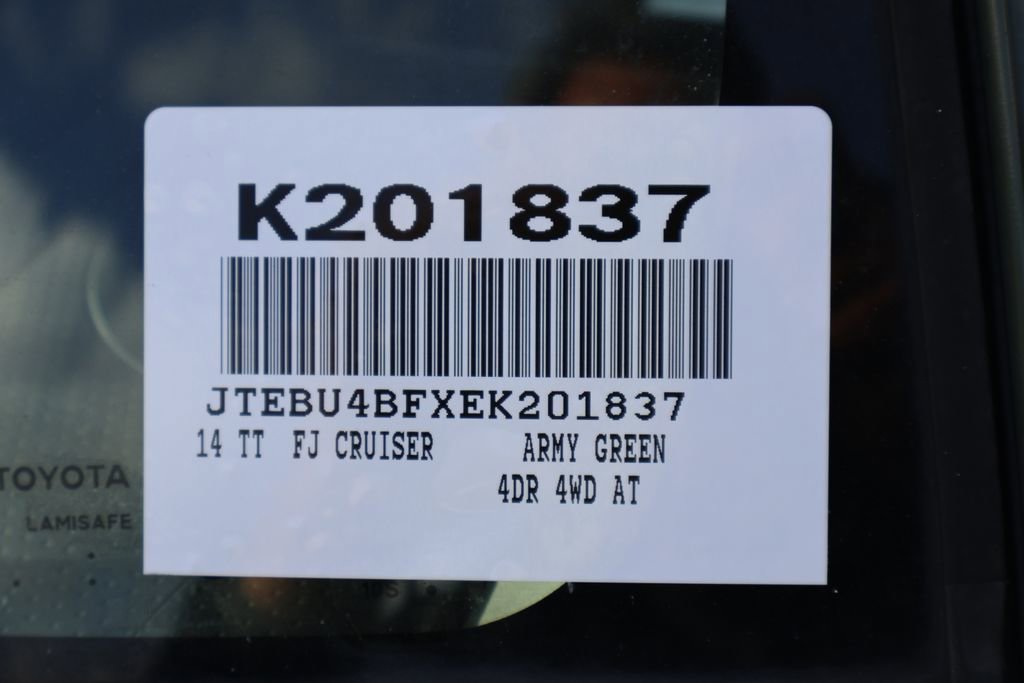 K201837
JTEBU4BFXEK201837
14 TT FJ CRUISER ARMY GREEN
4DR 4WD AT
TOYOTA
LAMISAFE